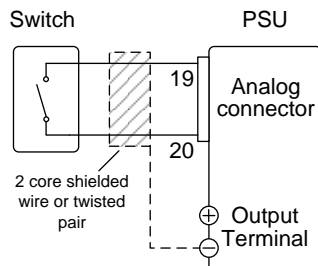 Switch
PSU
19
Analog
connector
20
2 core shielded
wire or twisted
pair
+
Output
Terminal
−